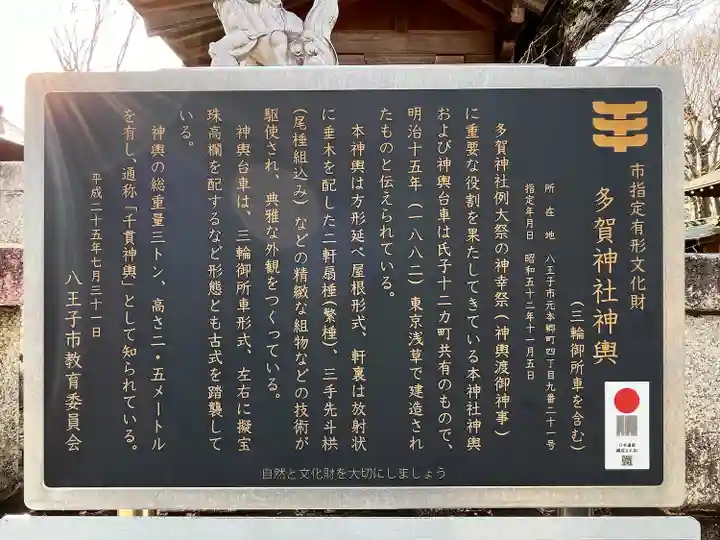 市指定有形文化財
多賀神社神輿
（三輪御所車を含む）
所在地　八王子市元本郷町四丁目九番二十一号
指定年月日　昭和五十二年十一月五日
多賀神社例大祭の神幸祭（神輿渡御神事）
に重要な役割を果たしてきている本神社神輿
および神輿台車は氏子十二カ町共有のもので、
明治十五年（一八八二）東京浅草で建造され
たものと伝えられている。
本神輿は方形延べ屋根形式、軒裏は放射状
に垂木を配した二軒扇棰（繁棰）、三手先斗栱
（尾棰組込み）などの精緻な組物などの技術が
駆使され、典雅な外観をつくっている。
神輿台車は、三輪御所車形式、左右に擬宝
珠高欄を配するなど形態とも古式を踏襲して
いる。
神輿の総重量三トン、高さ二・五メートル
を有し、通称「千貫神輿」として知られている。
平成二十五年七月三十一日
八王子市教育委員会
自然と文化財を大切にしましょう
日本遺産